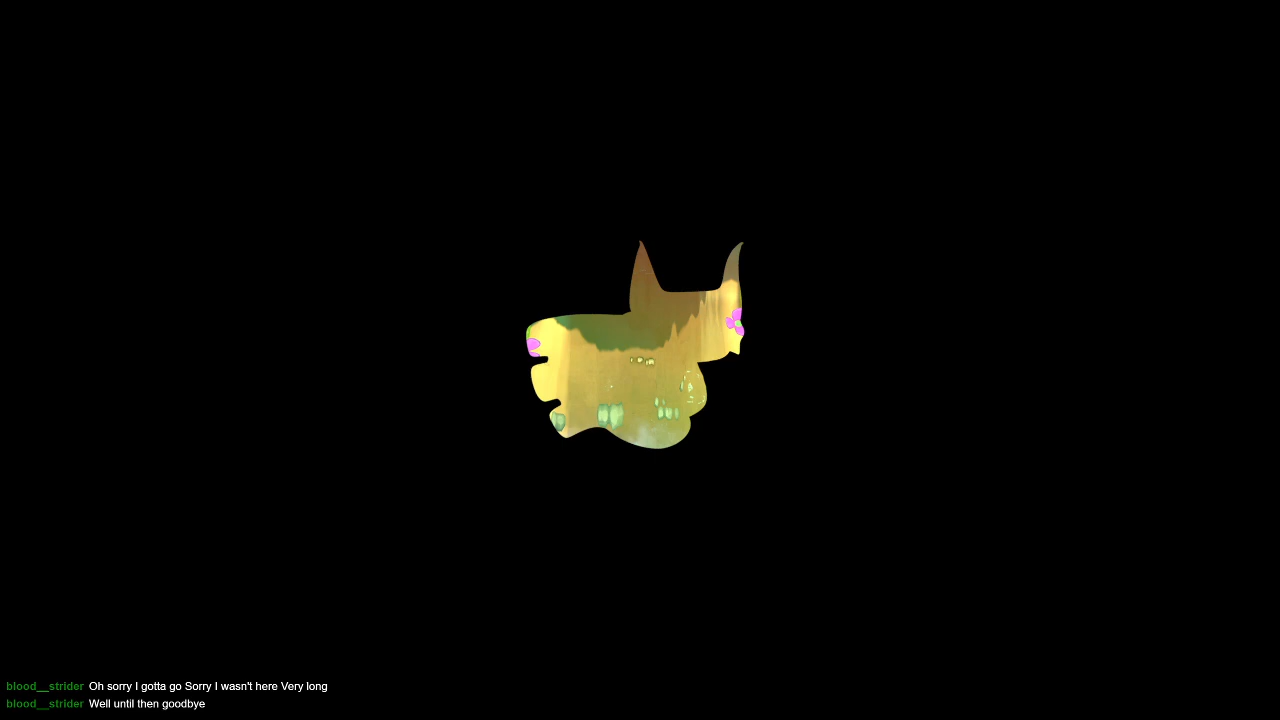 blood__strider Oh sorry I gotta go Sorry I wasn't here Very long
blood__strider Well until then goodbye